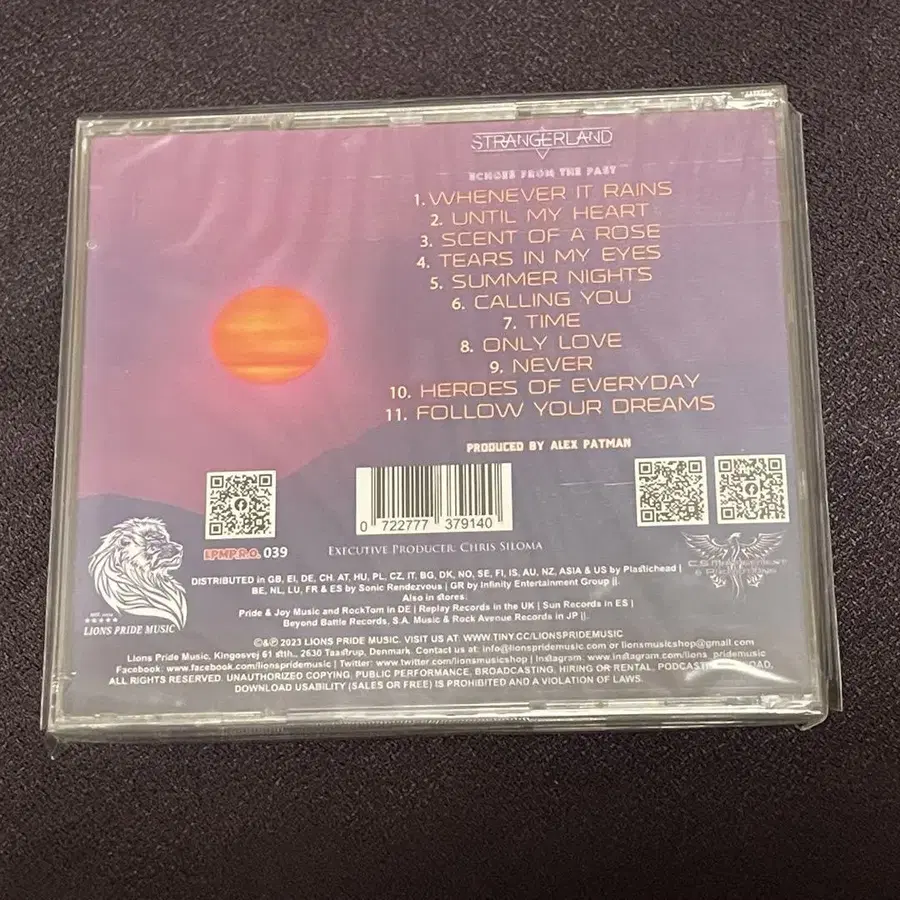 STRANGERLAND
ECHOES FROM THE PAST
1. WHENEVER IT RAINS
2. UNTIL MY HEART
3. SCENT OF A ROSE
4. TEARS IN MY EYES
5. SUMMER NIGHTS
6. CALLING YOU
7. TIME
8. ONLY LOVE
9. NEVER
10. HEROES OF EVERYDAY
11. FOLLOW YOUR DREAMS
PRODUCED BY ALEX PATMAN
0 722777 379140
LPMP.R.O. 039
EXECUTIVE PRODUCER: CHRIS SILOMA
C.S MANAGEMENT
& PROMOTIONS
LIONS PRIDE MUSIC
DISTRIBUTED in GB, EI, DE, CH, AT, HU, PL, CZ, IT, BG, DK, NO, SE, FI, IS, AU, NZ, ASIA & US by Plastichead |
BE, NL, LU, FR & ES by Sonic Rendezvous | GR by Infinity Entertainment Group ||.
Also in stores.
Pride & Joy Music and RockTom in DE | Replay Records in the UK | Sun Records in ES |
Beyond Battle Records, S.A. Music & Rock Avenue Records in JP ||.
©&℗ 2023 LIONS PRIDE MUSIC. VISIT US AT: WWW.TINY.CC/LIONSPRIDEMUSIC
Lions Pride Music, Kingosvej 61 stth., 2630 Taastrup, Denmark. Contact us at: info@lionspridemusic.com or lionsmusicshop@gmail.com
Facebook: www.facebook.com/lionspridemusic | Twitter: www.twitter.com/lionsmusicshop | Instagram: www.instagram.com/lions_pridemusic
ALL RIGHTS RESERVED. UNAUTHORIZED COPYING, PUBLIC PERFORMANCE, BROADCASTING, HIRING OR RENTAL, PODCASTING,
DOWNLOAD USABILITY (SALES OR FREE) IS PROHIBITED AND A VIOLATION OF LAWS.